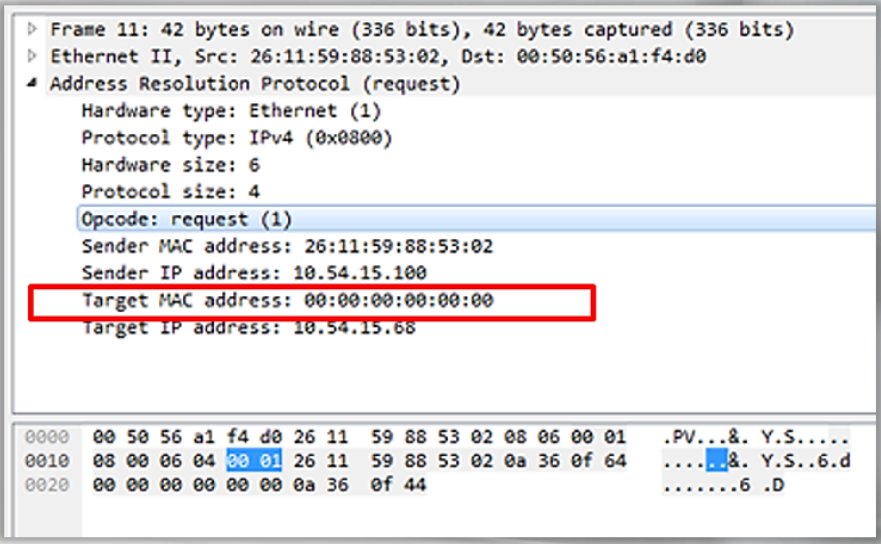 Frame 11: 42 bytes on wire (336 bits), 42 bytes captured (336 bits)
Ethernet II, Src: 26:11:59:88:53:02, Dst: 00:50:56:a1:f4:d0
Address Resolution Protocol (request)
Hardware type: Ethernet (1)
Protocol type: IPv4 (0x0800)
Hardware size: 6
Protocol size: 4
Opcode: request (1)
Sender MAC address: 26:11:59:88:53:02
Sender IP address: 10.54.15.100
Target MAC address: 00:00:00:00:00:00
Target IP address: 10.54.15.68
0000 00 50 56 a1 f4 d0 26 11 59 88 53 02 08 06 00 01 .PV...&. Y.S.....
0010 08 00 06 04 00 01 26 11 59 88 53 02 0a 36 0f 64 ......&. Y.S..6.d
0020 00 00 00 00 00 00 0a 36 0f 44 .......6 .D